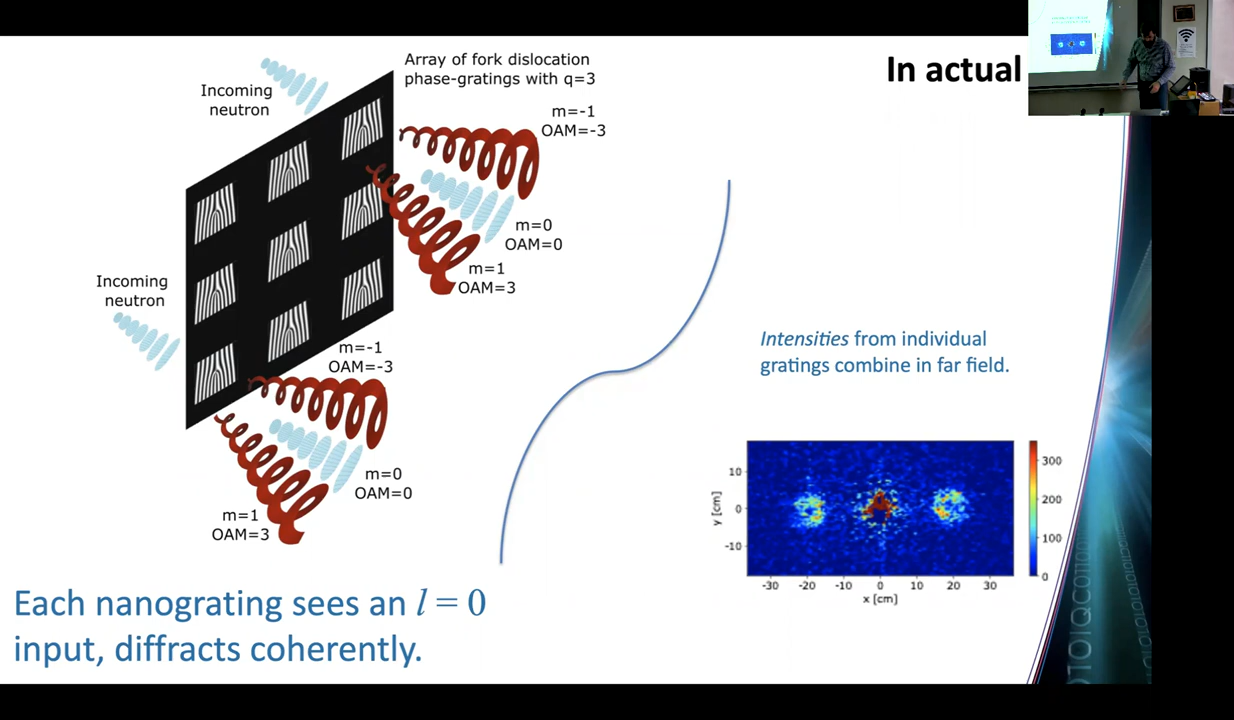 In actual
Array of fork dislocation
phase-gratings with q=3
Incoming
neutron
m=-1
OAM=-3
m=0
OAM=0
m=1
OAM=3
Incoming
neutron
m=-1
OAM=-3
m=0
OAM=0
m=1
OAM=3
Each nanograting sees an l = 0
input, diffracts coherently.
Intensities from individual
gratings combine in far field.
y [cm]
10
0
-10
-30
-20
-10
0
10
20
30
x [cm]
300
200
100
0